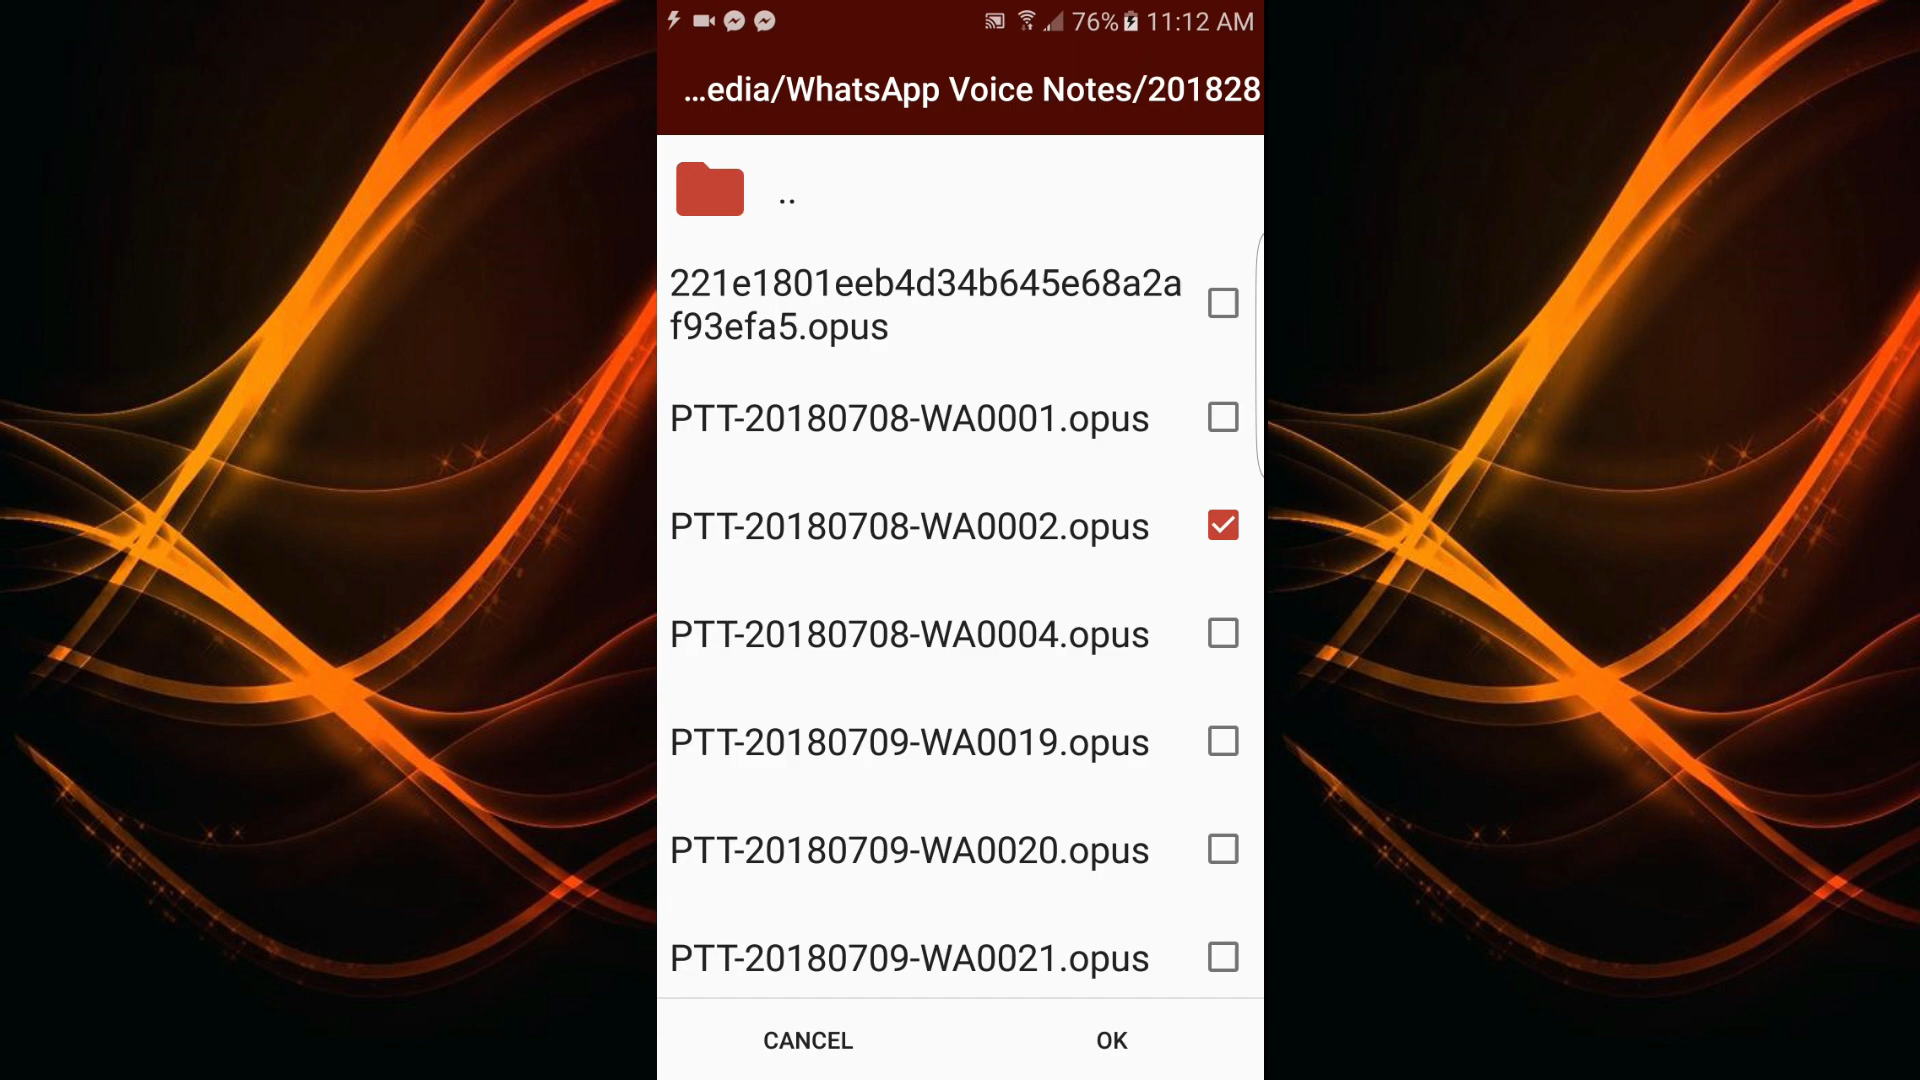 76% 11:12 AM
...edia/WhatsApp Voice Notes/201828
..
221e1801eeb4d34b645e68a2a
f93efa5.opus
PTT-20180708-WA0001.opus
PTT-20180708-WA0002.opus
PTT-20180708-WA0004.opus
PTT-20180709-WA0019.opus
PTT-20180709-WA0020.opus
PTT-20180709-WA0021.opus
CANCEL OK